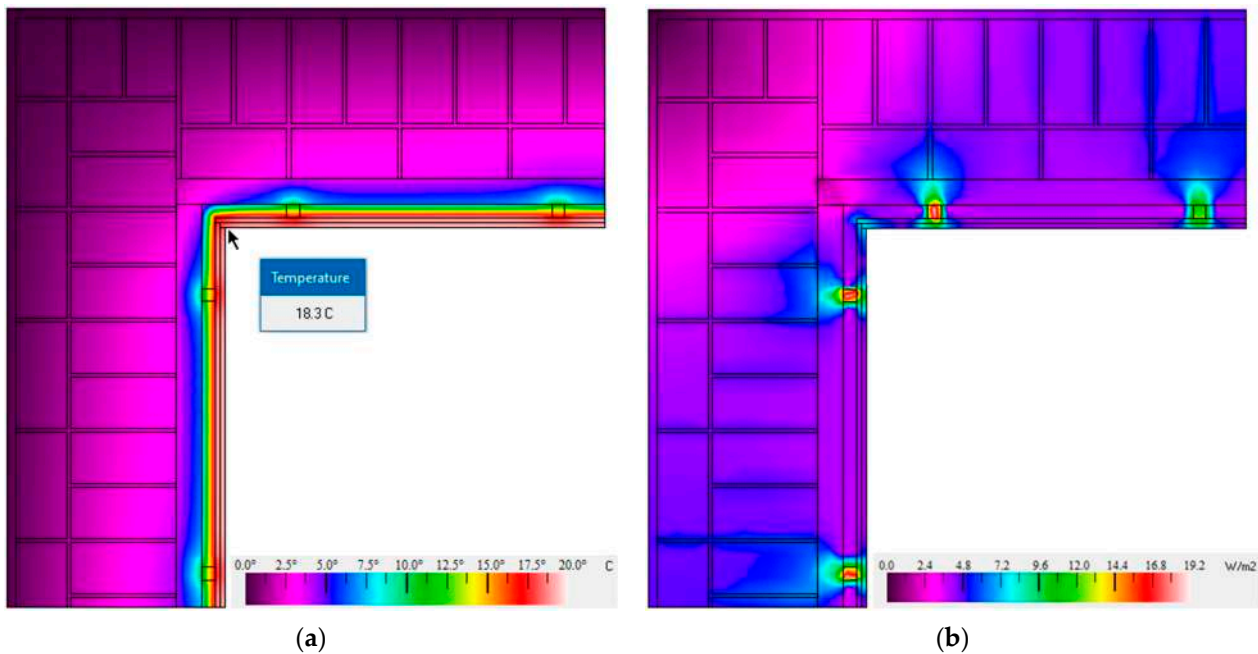 Temperature
18.3 C
0.0° 2.5° 5.0° 7.5° 10.0° 12.5° 15.0° 17.5° 20.0° C
0.0 2.4 4.8 7.2 9.6 12.0 14.4 16.8 19.2 W/m2
(a) (b)